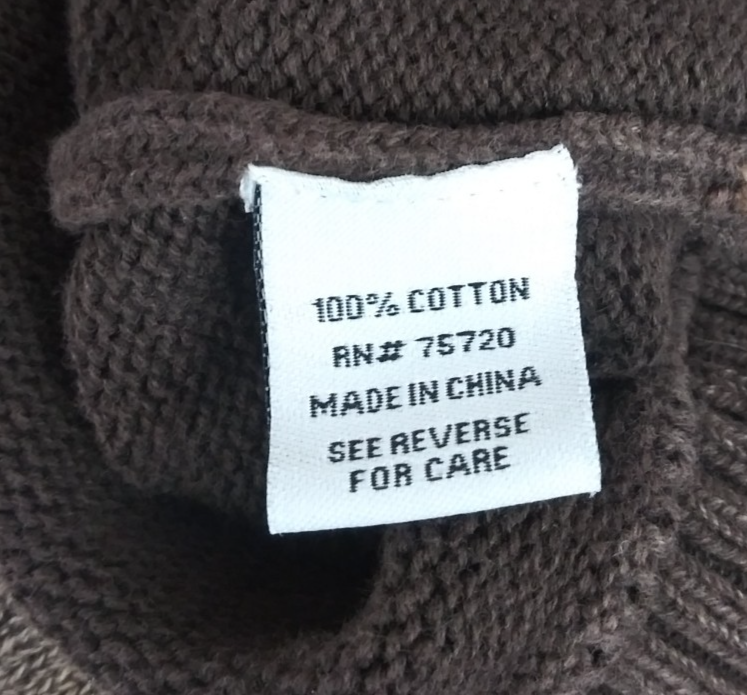 100% COTTON
RN# 75720
MADE IN CHINA
SEE REVERSE
FOR CARE